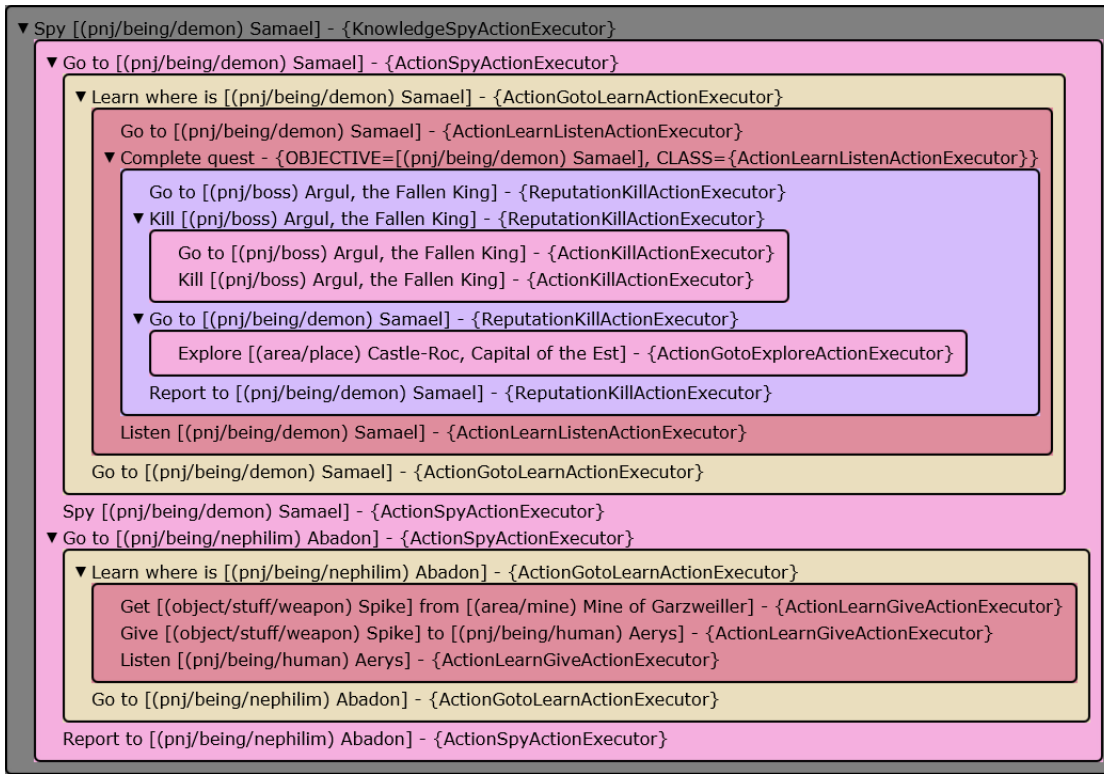 ▼ Spy [(pnj/being/demon) Samael] - {KnowledgeSpyActionExecutor}
▼ Go to [(pnj/being/demon) Samael] - {ActionSpyActionExecutor}
▼ Learn where is [(pnj/being/demon) Samael] - {ActionGotoLearnActionExecutor}
Go to [(pnj/being/demon) Samael] - {ActionLearnListenActionExecutor}
▼ Complete quest - {OBJECTIVE=[(pnj/being/demon) Samael], CLASS={ActionLearnListenActionExecutor}}
Go to [(pnj/boss) Argul, the Fallen King] - {ReputationKillActionExecutor}
▼ Kill [(pnj/boss) Argul, the Fallen King] - {ReputationKillActionExecutor}
Go to [(pnj/boss) Argul, the Fallen King] - {ActionKillActionExecutor}
Kill [(pnj/boss) Argul, the Fallen King] - {ActionKillActionExecutor}
▼ Go to [(pnj/being/demon) Samael] - {ReputationKillActionExecutor}
Explore [(area/place) Castle-Roc, Capital of the Est] - {ActionGotoExploreActionExecutor}
Report to [(pnj/being/demon) Samael] - {ReputationKillActionExecutor}
Listen [(pnj/being/demon) Samael] - {ActionLearnListenActionExecutor}
Go to [(pnj/being/demon) Samael] - {ActionGotoLearnActionExecutor}
Spy [(pnj/being/demon) Samael] - {ActionSpyActionExecutor}
▼ Go to [(pnj/being/nephilim) Abadon] - {ActionSpyActionExecutor}
▼ Learn where is [(pnj/being/nephilim) Abadon] - {ActionGotoLearnActionExecutor}
Get [(object/stuff/weapon) Spike] from [(area/mine) Mine of Garzweiller] - {ActionLearnGiveActionExecutor}
Give [(object/stuff/weapon) Spike] to [(pnj/being/human) Aerys] - {ActionLearnGiveActionExecutor}
Listen [(pnj/being/human) Aerys] - {ActionLearnGiveActionExecutor}
Go to [(pnj/being/nephilim) Abadon] - {ActionGotoLearnActionExecutor}
Report to [(pnj/being/nephilim) Abadon] - {ActionSpyActionExecutor}